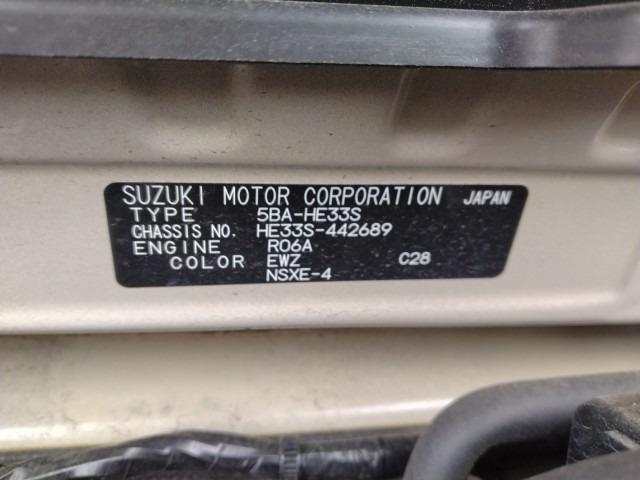 SUZUKI MOTOR CORPORATION JAPAN
TYPE 5BA-HE33S
CHASSIS NO. HE33S-442689
ENGINE R06A
COLOR EWZ C28
NSXE-4